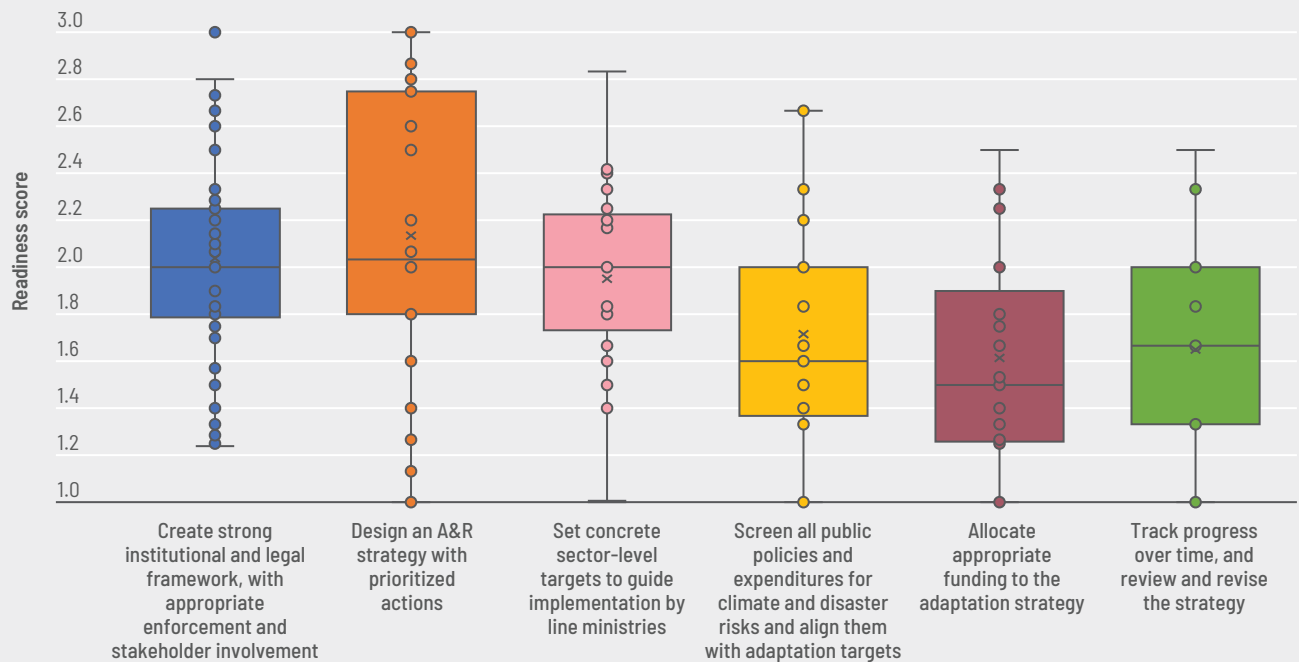 3.0
2.8
2.6
2.4
2.2
2.0
1.8
1.6
1.4
1.2
1.0
Readiness score
Create strong
institutional and legal
framework, with
appropriate
enforcement and
stakeholder involvement
Design an A&R
strategy with
prioritized
actions
Set concrete
sector-level
targets to guide
implementation by
line ministries
Screen all public
policies and
expenditures for
climate and disaster
risks and align them
with adaptation targets
Allocate
appropriate
funding to the
adaptation strategy
Track progress
over time, and
review and revise
the strategy